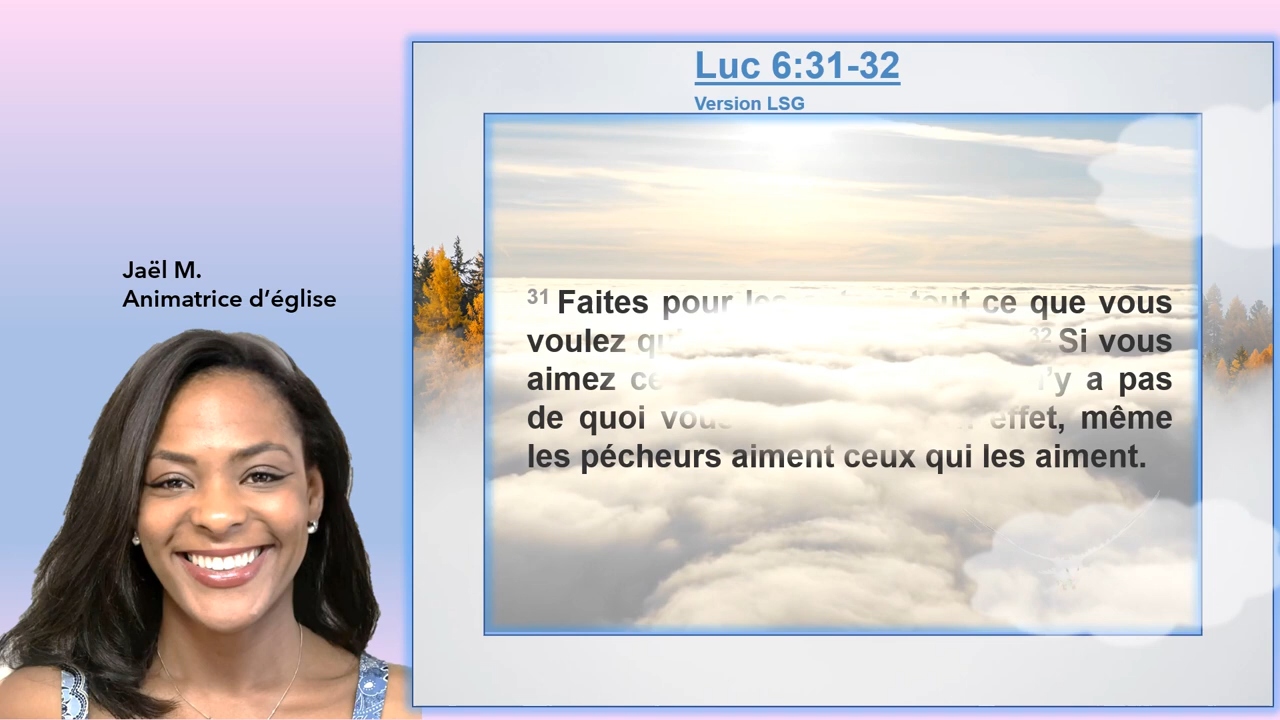 Luc 6:31-32
Version LSG
Jaël M.
Animatrice d’église
31 Faites pour les tout ce que vous
voulez 32 Si vous
aimez n’y a pas
de quoi vous effet, même
les pécheurs aiment ceux qui les aiment.